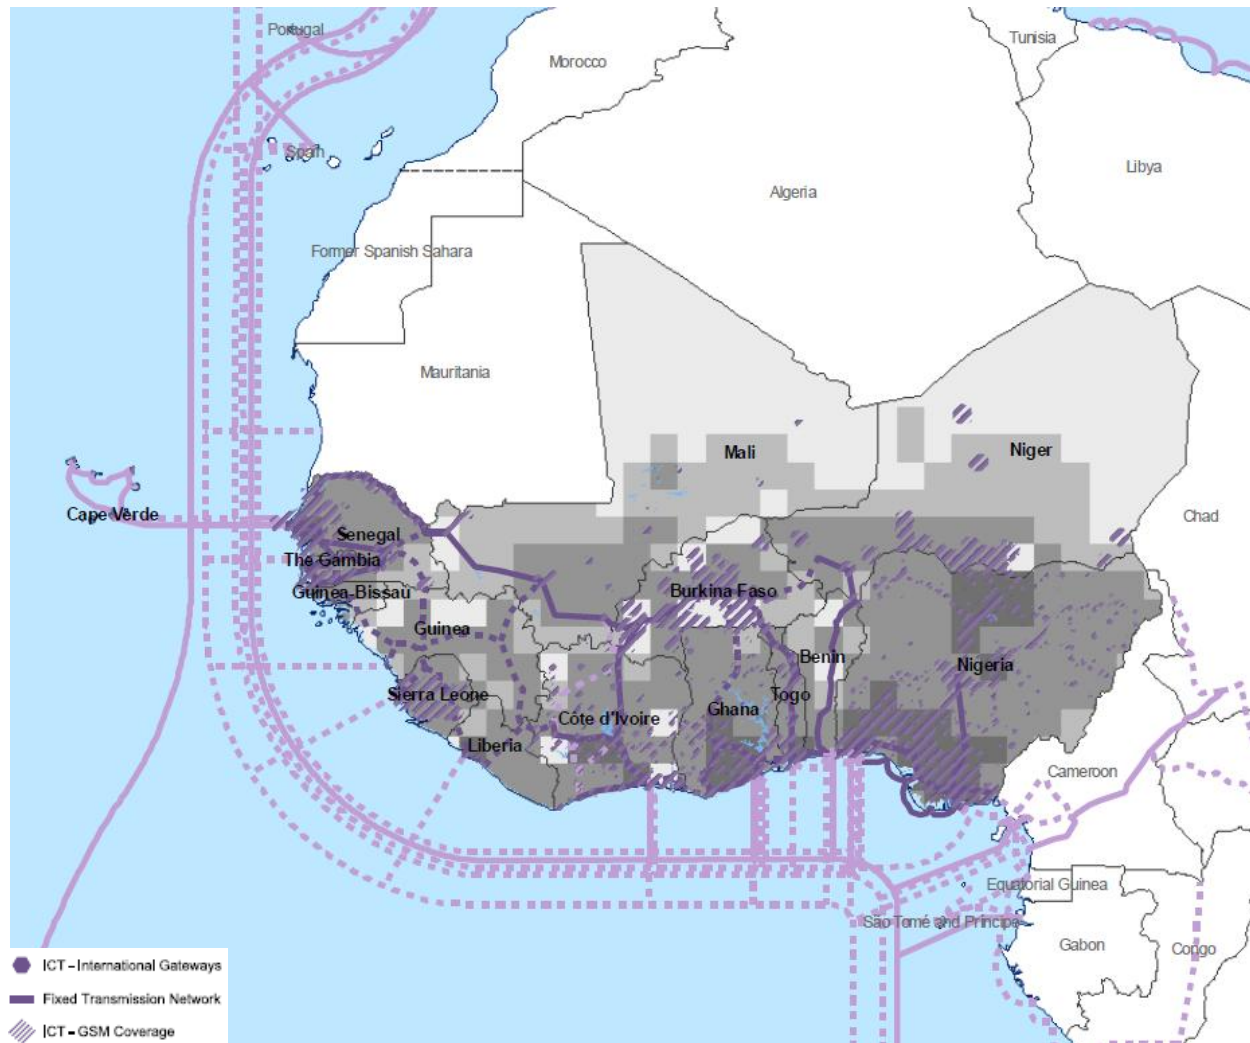 Portugal
Tunisia
Morocco
Spain
Libya
Algeria
Former Spanish Sahara
Mauritania
Mali
Niger
Cape Verde
Chad
Senegal
The Gambia
Guinea-Bissau
Burkina Faso
Guinea
Benin
Nigeria
Sierra Leone
Togo
Ghana
Côte d'Ivoire
Liberia
Cameroon
Equatorial Guinea
São Tomé and Príncipe
Gabon
Congo
ICT – International Gateways
Fixed Transmission Network
ICT – GSM Coverage